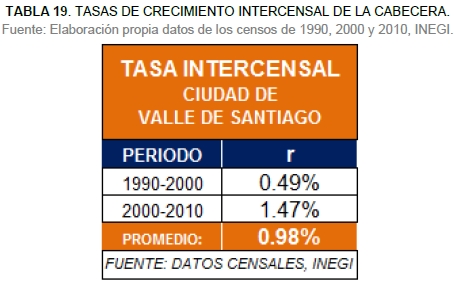 TABLA 19. TASAS DE CRECIMIENTO INTERCENSAL DE LA CABECERA.
Fuente: Elaboración propia datos de los censos de 1990, 2000 y 2010, INEGI.
TASA INTERCENSAL
CIUDAD DE
VALLE DE SANTIAGO
PERIODO r
1990-2000 0.49%
2000-2010 1.47%
PROMEDIO: 0.98%
FUENTE: DATOS CENSALES, INEGI